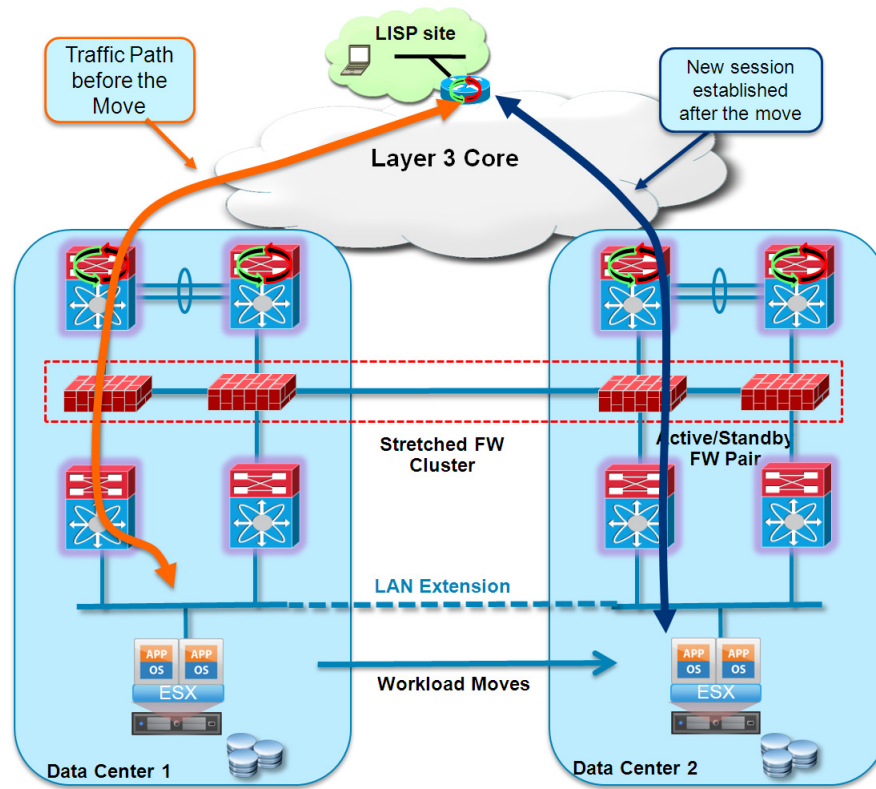 LISP site
Traffic Path
before the
Move
New session
established
after the move
Layer 3 Core
Stretched FW
Cluster
Active/Standby
FW Pair
LAN Extension
APP
OS
APP
OS
ESX
Workload Moves
APP
OS
APP
OS
ESX
Data Center 1
Data Center 2